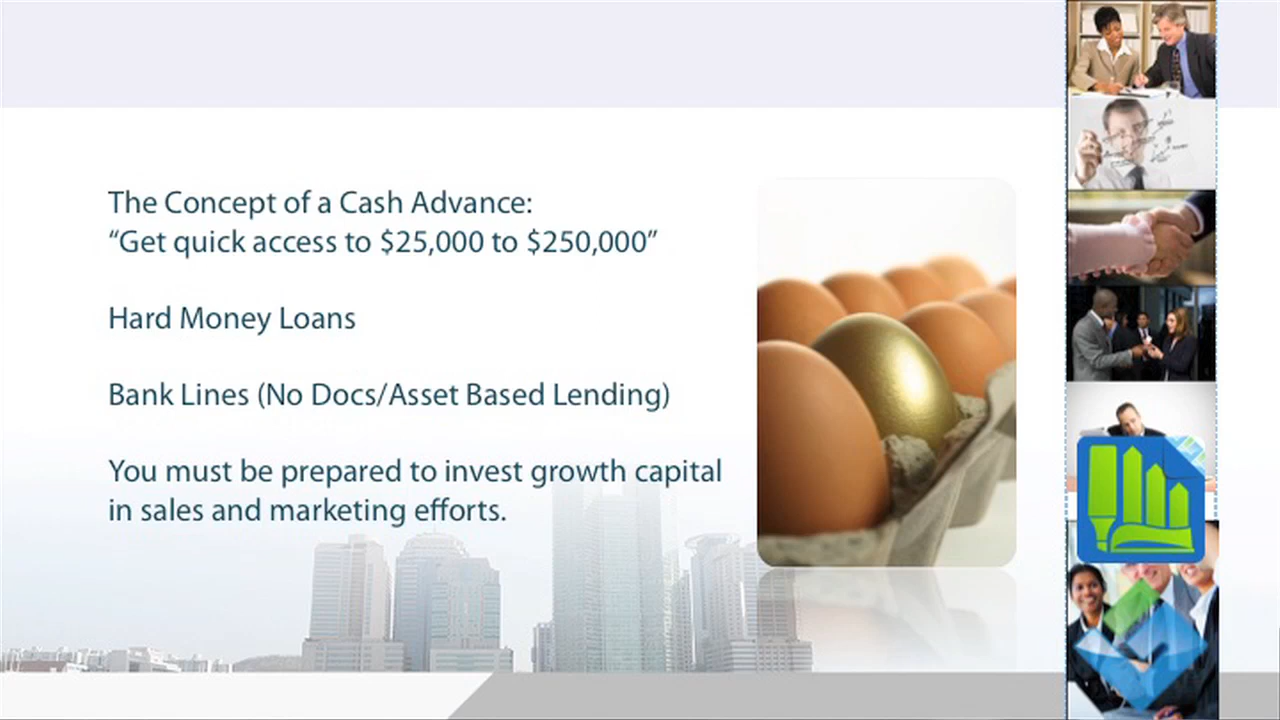 The Concept of a Cash Advance:
“Get quick access to $25,000 to $250,000”
Hard Money Loans
Bank Lines (No Docs/Asset Based Lending)
You must be prepared to invest growth capital
in sales and marketing efforts.